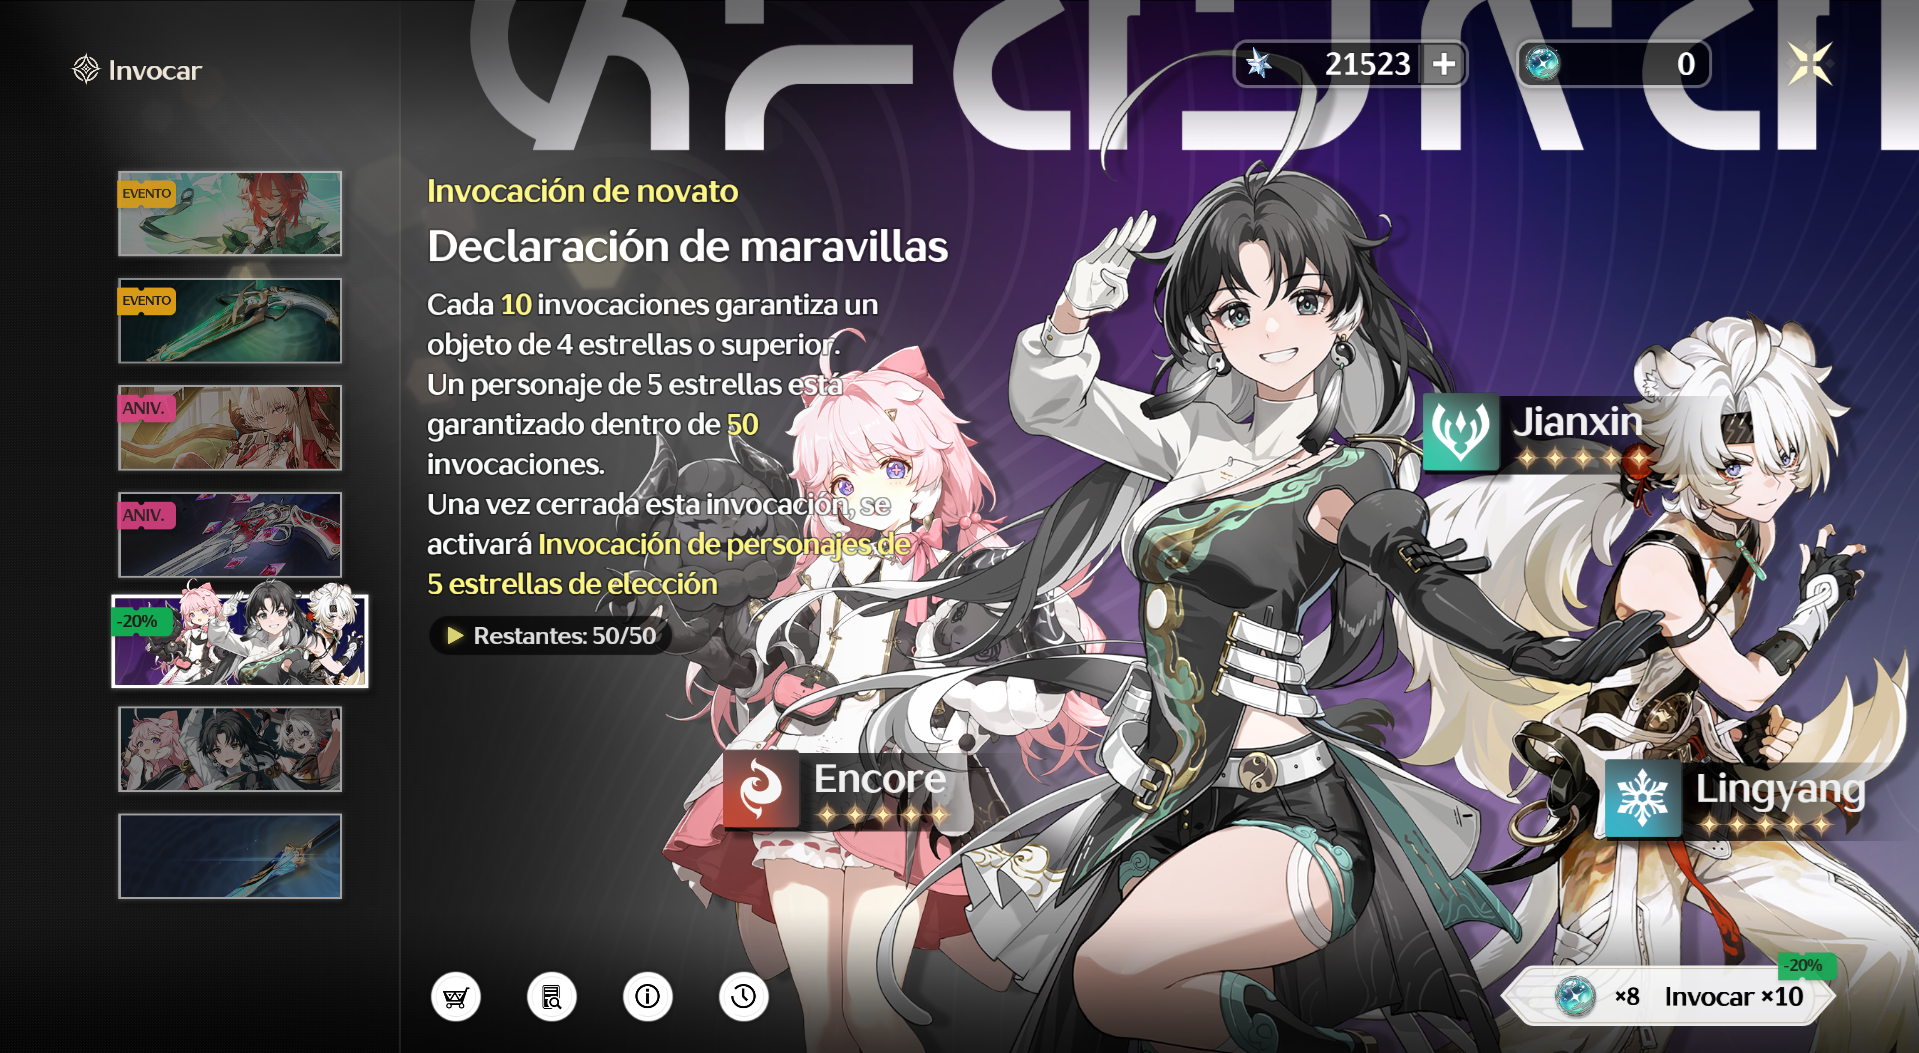 Invocar
21523
0
EVENTO
EVENTO
ANIV.
ANIV.
-20%
Invocación de novato
Declaración de maravillas
Cada 10 invocaciones garantiza un
objeto de 4 estrellas o superior.
Un personaje de 5 estrellas está
garantizado dentro de 50
invocaciones.
Una vez cerrada esta invocación, se
activará Invocación de personajes de
5 estrellas de elección
Restantes: 50/50
Jianxin
Encore
Lingyang
-20%
×8 Invocar ×10